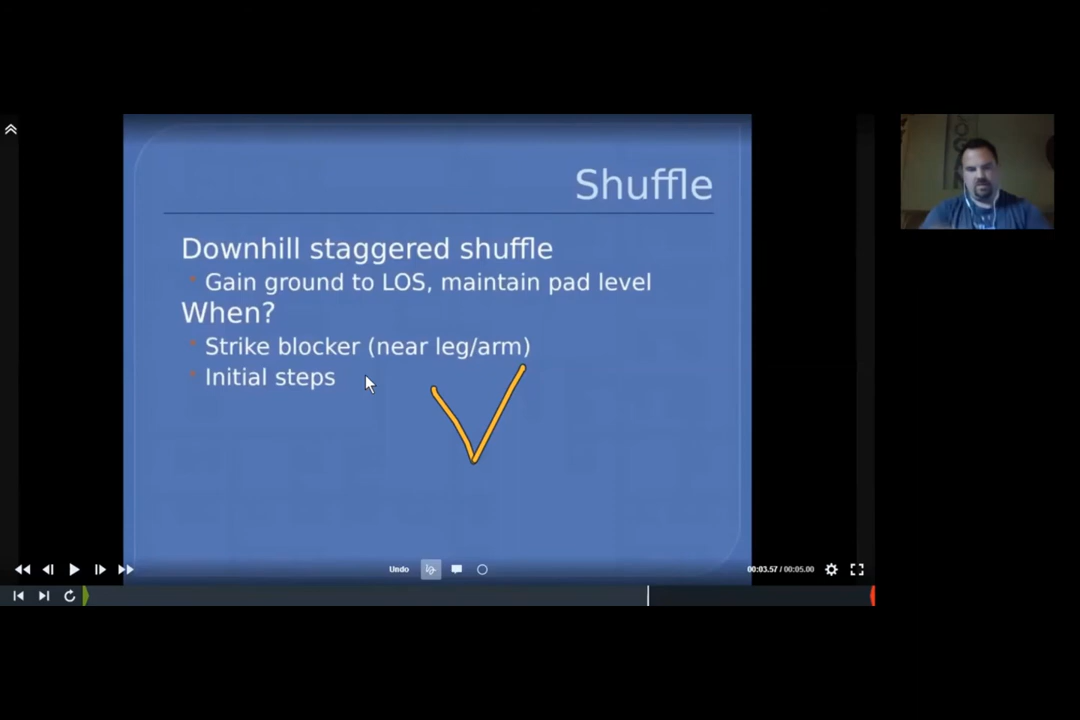 Shuffle
Downhill staggered shuffle
Gain ground to LOS, maintain pad level
When?
Strike blocker (near leg/arm)
Initial steps
Undo
00:03.57 / 00:05.00